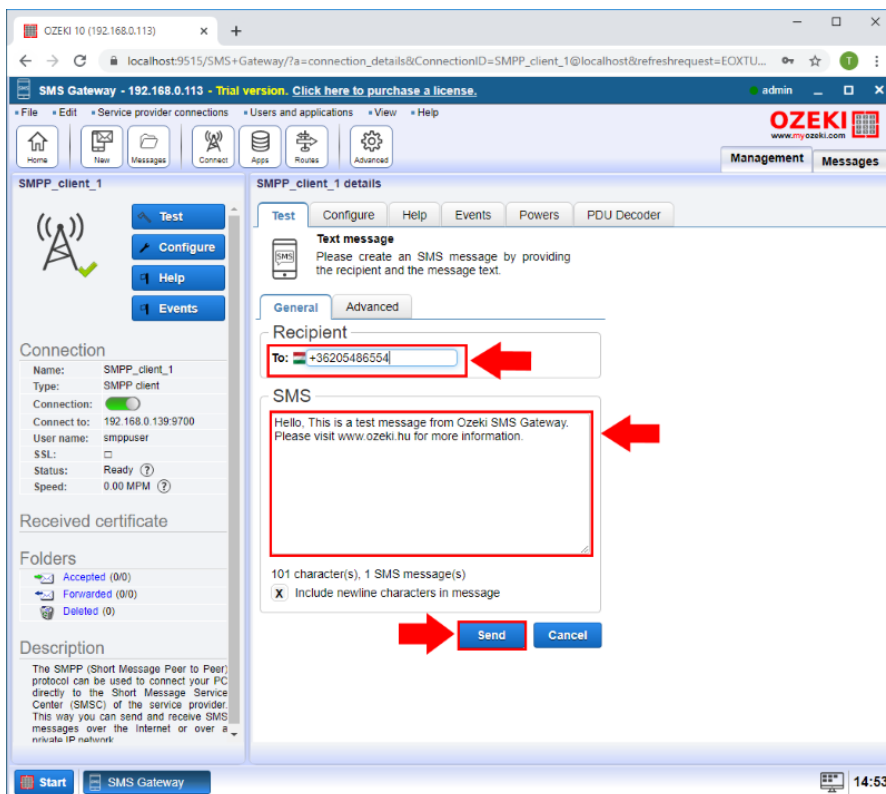 OZEKI 10 (192.168.0.113)
localhost:9515/SMS+Gateway/?a=connection_details&ConnectionID=SMPP_client_1@localhost&refreshrequest=EOXTU...
T
SMS Gateway - 192.168.0.113 - Trial version. Click here to purchase a license.
admin
File Edit Service provider connections Users and applications View Help
OZEKI
www.myozeki.com
Home New Messages Connect Apps Routes Advanced
Management Messages
SMPP_client_1
Test
Configure
Help
Events
Connection
Name: SMPP_client_1
Type: SMPP client
Connection:
Connect to: 192.168.0.139:9700
User name: smppuser
SSL:
Status: Ready ?
Speed: 0.00 MPM ?
Received certificate
Folders
Accepted (0/0)
Forwarded (0/0)
Deleted (0)
Description
The SMPP (Short Message Peer to Peer)
protocol can be used to connect your PC
directly to the Short Message Service
Center (SMSC) of the service provider.
This way you can send and receive SMS
messages over the Internet or over a
private IP network
SMPP_client_1 details
Test Configure Help Events Powers PDU Decoder
SMS
Text message
Please create an SMS message by providing
the recipient and the message text.
General Advanced
Recipient
To: +36205486554
SMS
Hello, This is a test message from Ozeki SMS Gateway.
Please visit www.ozeki.hu for more information.
101 character(s), 1 SMS message(s)
X Include newline characters in message
Send Cancel
Start SMS Gateway 14:53